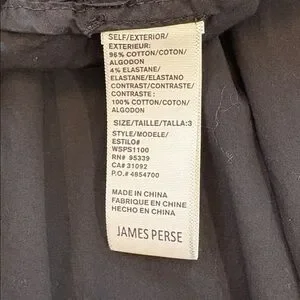 SELF/EXTERIOR/
EXTERIEUR:
96% COTTON/COTON/
ALGODON
4% ELASTANE/
ELASTANE/ELASTANO
CONTRAST/CONTRASTE/
CONTRASTE :
100% COTTON/COTON/
ALGODON
SIZE/TAILLE/TALLA:3
STYLE/MODELE/
ESTILO#
WSPS1100
RN# 95339
CA# 31092
P.O.# 4854700
MADE IN CHINA
FABRIQUE EN CHINE
HECHO EN CHINA
JAMES PERSE